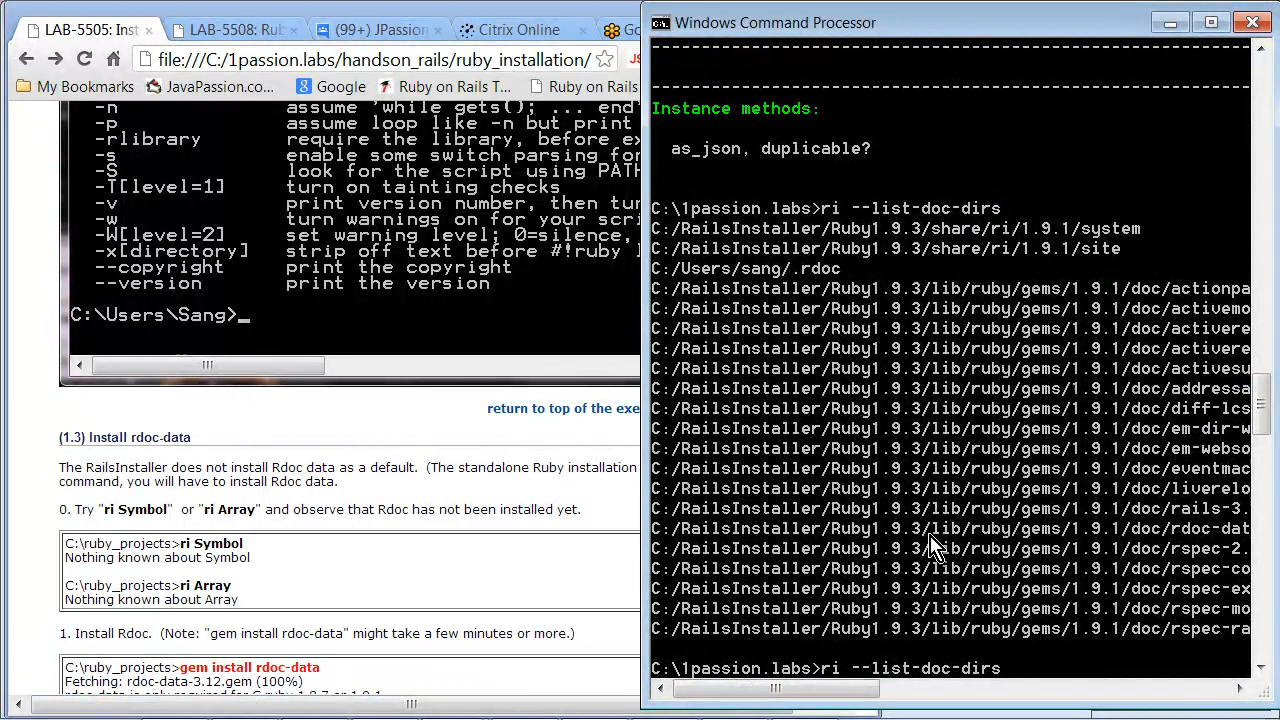 LAB-5505: Inst
LAB-5508: Rub
(99+) JPassion
Citrix Online
Go
file:///C:/1passion.labs/handson_rails/ruby_installation/
My Bookmarks
JavaPassion.co...
Google
Ruby on Rails T...
Ruby on Rails
-n assume 'while gets(); ... end'
-p assume loop like -n but print
-rlibrary require the library, before ex
-s enable some switch parsing for
-S look for the script using PATH
-T[level=1] turn on tainting checks
-v print version number, then tur
-w turn warnings on for your scri
-W[level=2] set warning level; 0=silence,
-x[directory] strip off text before #!ruby l
--copyright print the copyright
--version print the version
C:\Users\Sang>_
return to top of the exe
(1.3) Install rdoc-data
The RailsInstaller does not install Rdoc data as a default. (The standalone Ruby installation
command, you will have to install Rdoc data.
0. Try "ri Symbol" or "ri Array" and observe that Rdoc has not been installed yet.
C:\ruby_projects>ri Symbol
Nothing known about Symbol
C:\ruby_projects>ri Array
Nothing known about Array
1. Install Rdoc. (Note: "gem install rdoc-data" might take a few minutes or more.)
C:\ruby_projects>gem install rdoc-data
Fetching: rdoc-data-3.12.gem (100%)
Windows Command Processor
Instance methods:
as_json, duplicable?
C:\1passion.labs>ri --list-doc-dirs
C:/RailsInstaller/Ruby1.9.3/share/ri/1.9.1/system
C:/RailsInstaller/Ruby1.9.3/share/ri/1.9.1/site
C:/Users/sang/.rdoc
C:/RailsInstaller/Ruby1.9.3/lib/ruby/gems/1.9.1/doc/actionpa
C:/RailsInstaller/Ruby1.9.3/lib/ruby/gems/1.9.1/doc/activemo
C:/RailsInstaller/Ruby1.9.3/lib/ruby/gems/1.9.1/doc/activere
C:/RailsInstaller/Ruby1.9.3/lib/ruby/gems/1.9.1/doc/activere
C:/RailsInstaller/Ruby1.9.3/lib/ruby/gems/1.9.1/doc/activesu
C:/RailsInstaller/Ruby1.9.3/lib/ruby/gems/1.9.1/doc/addressa
C:/RailsInstaller/Ruby1.9.3/lib/ruby/gems/1.9.1/doc/diff-lcs
C:/RailsInstaller/Ruby1.9.3/lib/ruby/gems/1.9.1/doc/em-dir-w
C:/RailsInstaller/Ruby1.9.3/lib/ruby/gems/1.9.1/doc/em-webso
C:/RailsInstaller/Ruby1.9.3/lib/ruby/gems/1.9.1/doc/eventmac
C:/RailsInstaller/Ruby1.9.3/lib/ruby/gems/1.9.1/doc/liverelo
C:/RailsInstaller/Ruby1.9.3/lib/ruby/gems/1.9.1/doc/rails-3.
C:/RailsInstaller/Ruby1.9.3/lib/ruby/gems/1.9.1/doc/rdoc-dat
C:/RailsInstaller/Ruby1.9.3/lib/ruby/gems/1.9.1/doc/rspec-2.
C:/RailsInstaller/Ruby1.9.3/lib/ruby/gems/1.9.1/doc/rspec-co
C:/RailsInstaller/Ruby1.9.3/lib/ruby/gems/1.9.1/doc/rspec-ex
C:/RailsInstaller/Ruby1.9.3/lib/ruby/gems/1.9.1/doc/rspec-mo
C:/RailsInstaller/Ruby1.9.3/lib/ruby/gems/1.9.1/doc/rspec-ra
C:\1passion.labs>ri --list-doc-dirs